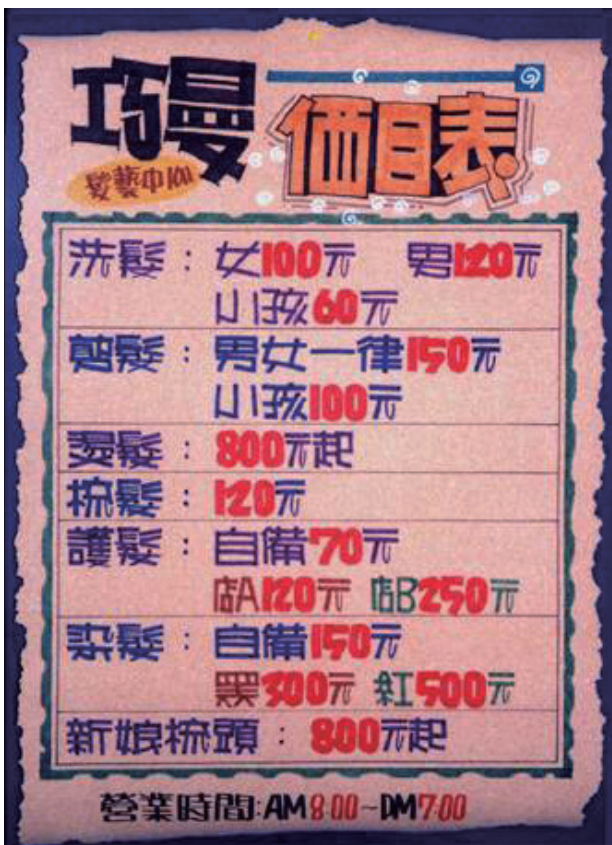 巧曼
髮藝中心
価目表
洗髮：女100元 男120元
小孩60元
剪髮：男女一律150元
小孩100元
燙髮：800元起
梳髮：120元
護髮：自備70元
店A120元 店B250元
染髮：自備150元
黑300元 紅500元
新娘梳頭：800元起
營業時間:AM8:00~PM7:00